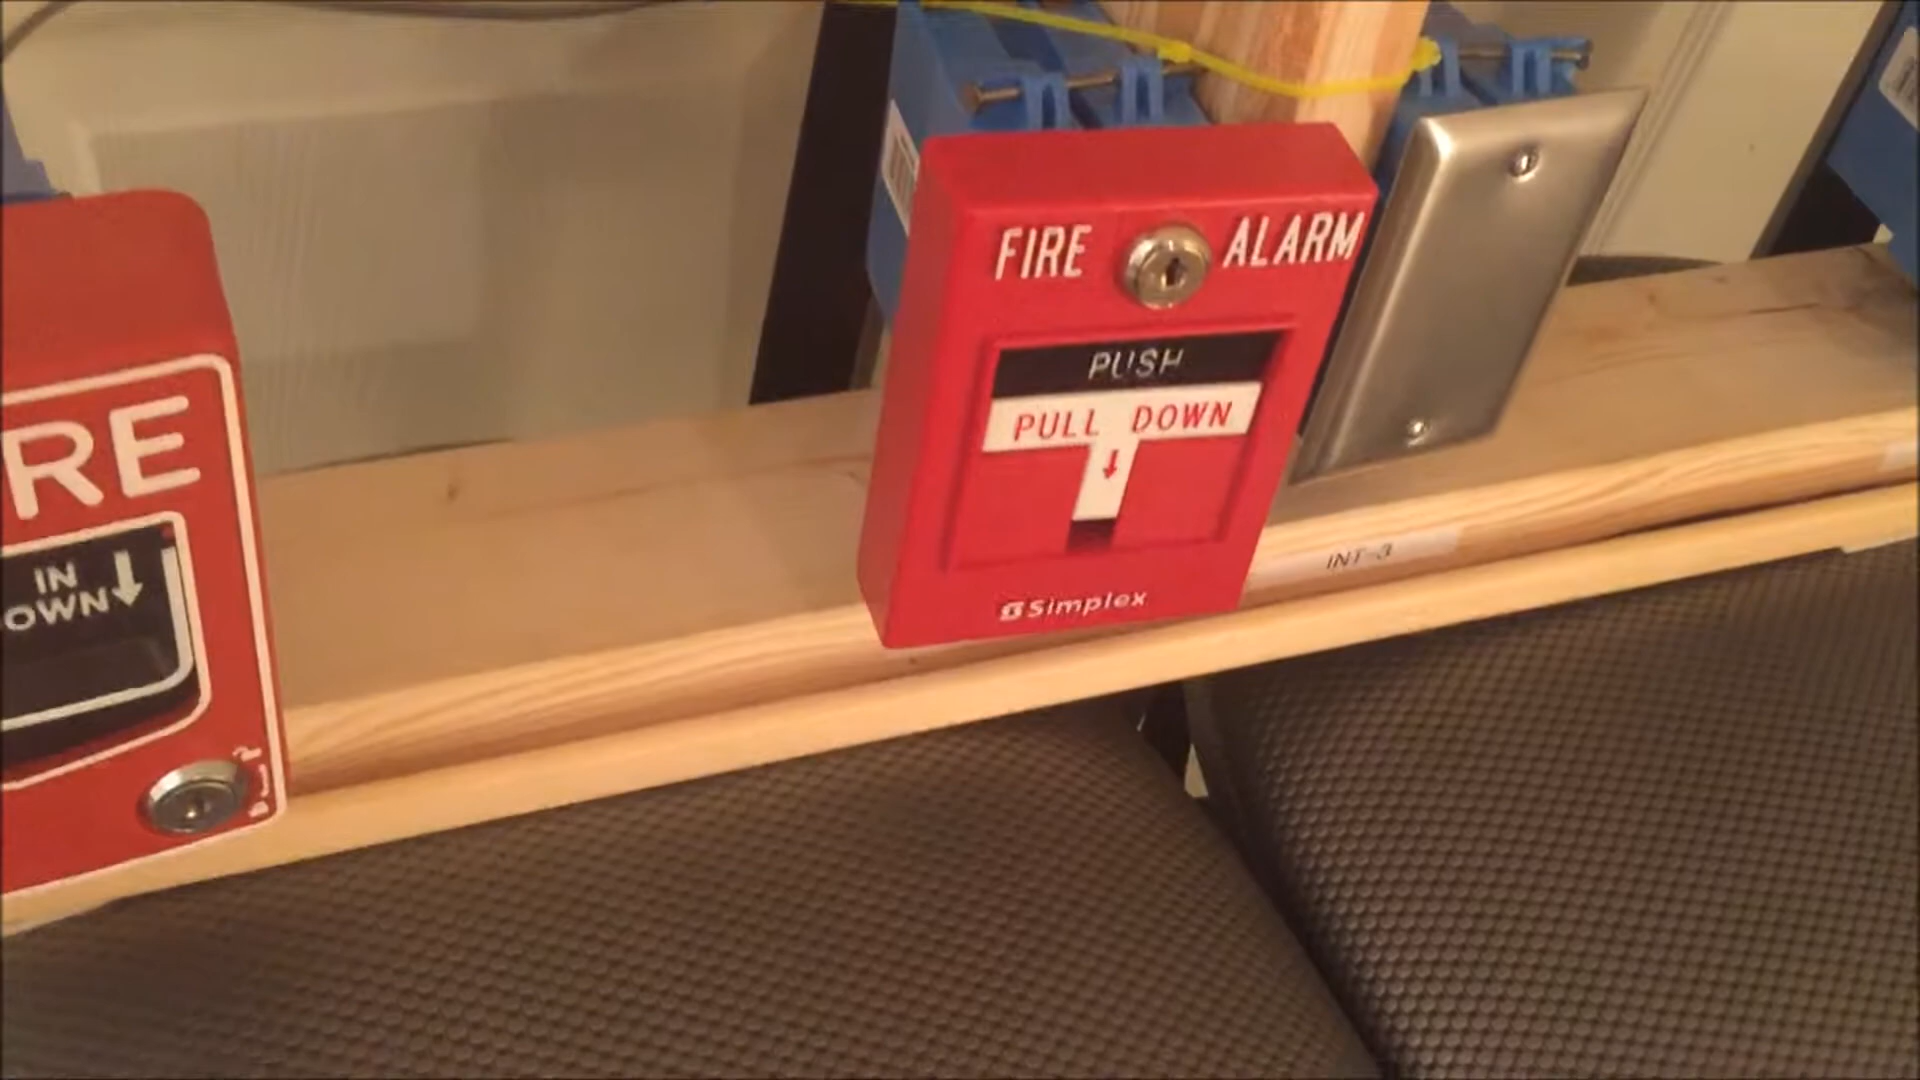 RE
IN
OWN
FIRE ALARM
PUSH
PULL DOWN
Simplex
INT-3